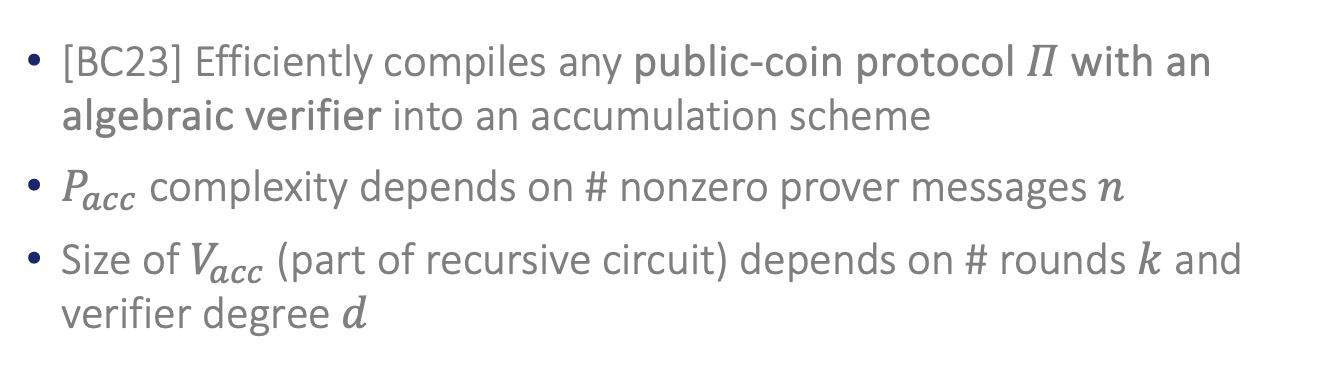 • [BC23] Efficiently compiles any public-coin protocol Π with an
algebraic verifier into an accumulation scheme
• P_acc complexity depends on # nonzero prover messages n
• Size of V_acc (part of recursive circuit) depends on # rounds k and
verifier degree d